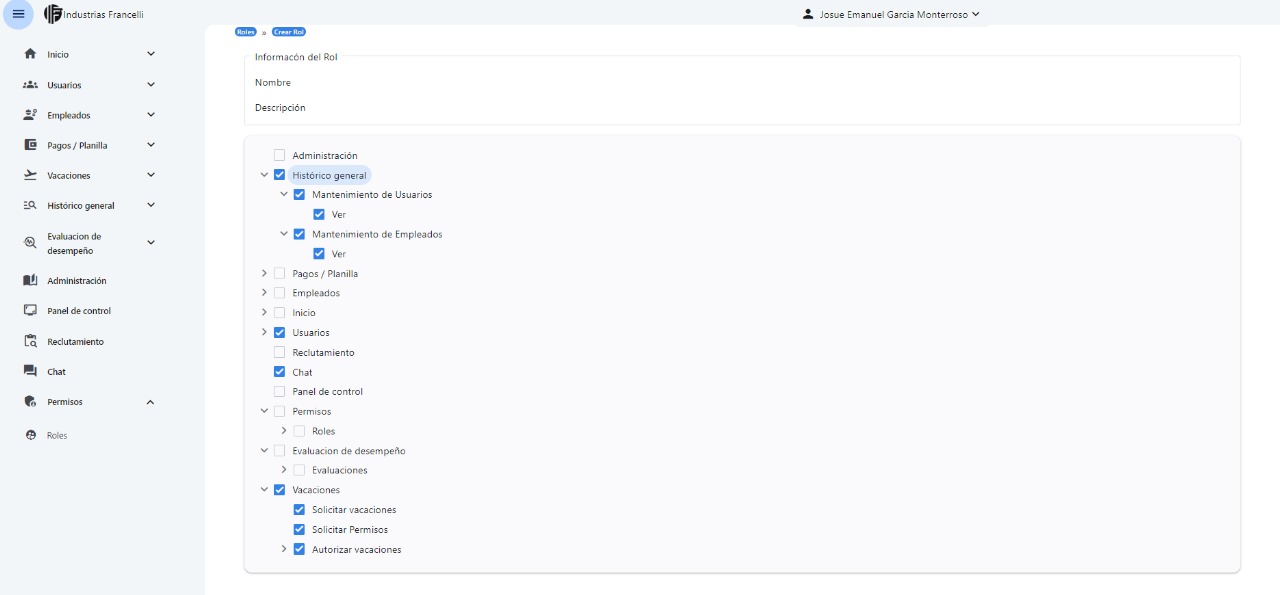 Industrias Francelli
Josue Emanuel Garcia Monterroso
Inicio
Usuarios
Empleados
Pagos / Planilla
Vacaciones
Histórico general
Evaluacion de
desempeño
Administración
Panel de control
Reclutamiento
Chat
Permisos
Roles
Roles » Crear Rol
Informacón del Rol
Nombre
Descripción
Administración
Histórico general
Mantenimiento de Usuarios
Ver
Mantenimiento de Empleados
Ver
Pagos / Planilla
Empleados
Inicio
Usuarios
Reclutamiento
Chat
Panel de control
Permisos
Roles
Evaluacion de desempeño
Evaluaciones
Vacaciones
Solicitar vacaciones
Solicitar Permisos
Autorizar vacaciones